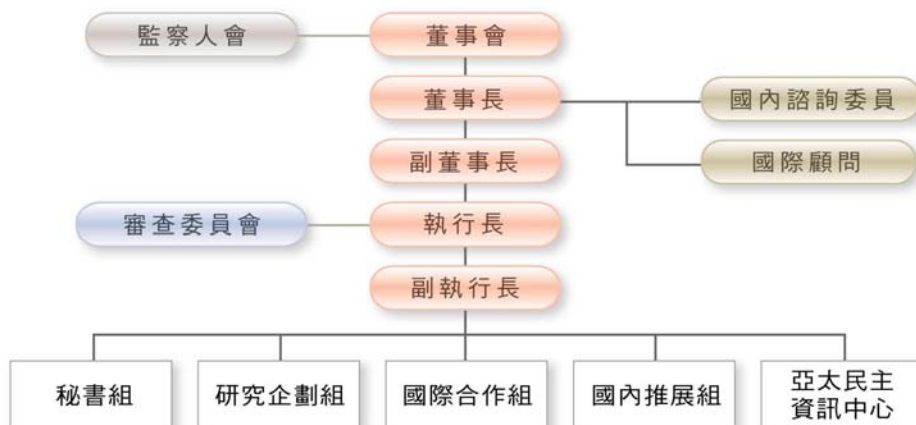 監察人會
董事會
董事長
國內諮詢委員
副董事長
國際顧問
審查委員會
執行長
副執行長
秘書組
研究企劃組
國際合作組
國內推展組
亞太民主
資訊中心